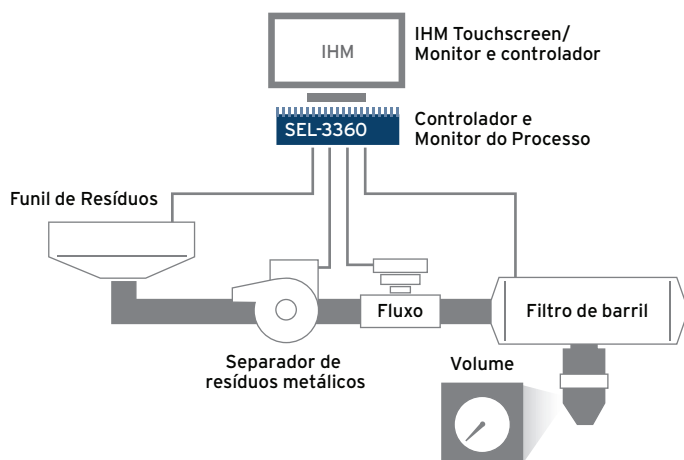 IHM
IHM Touchscreen/
Monitor e controlador
SEL-3360
Controlador e
Monitor do Processo
Funil de Resíduos
Fluxo
Filtro de barril
Separador de
resíduos metálicos
Volume